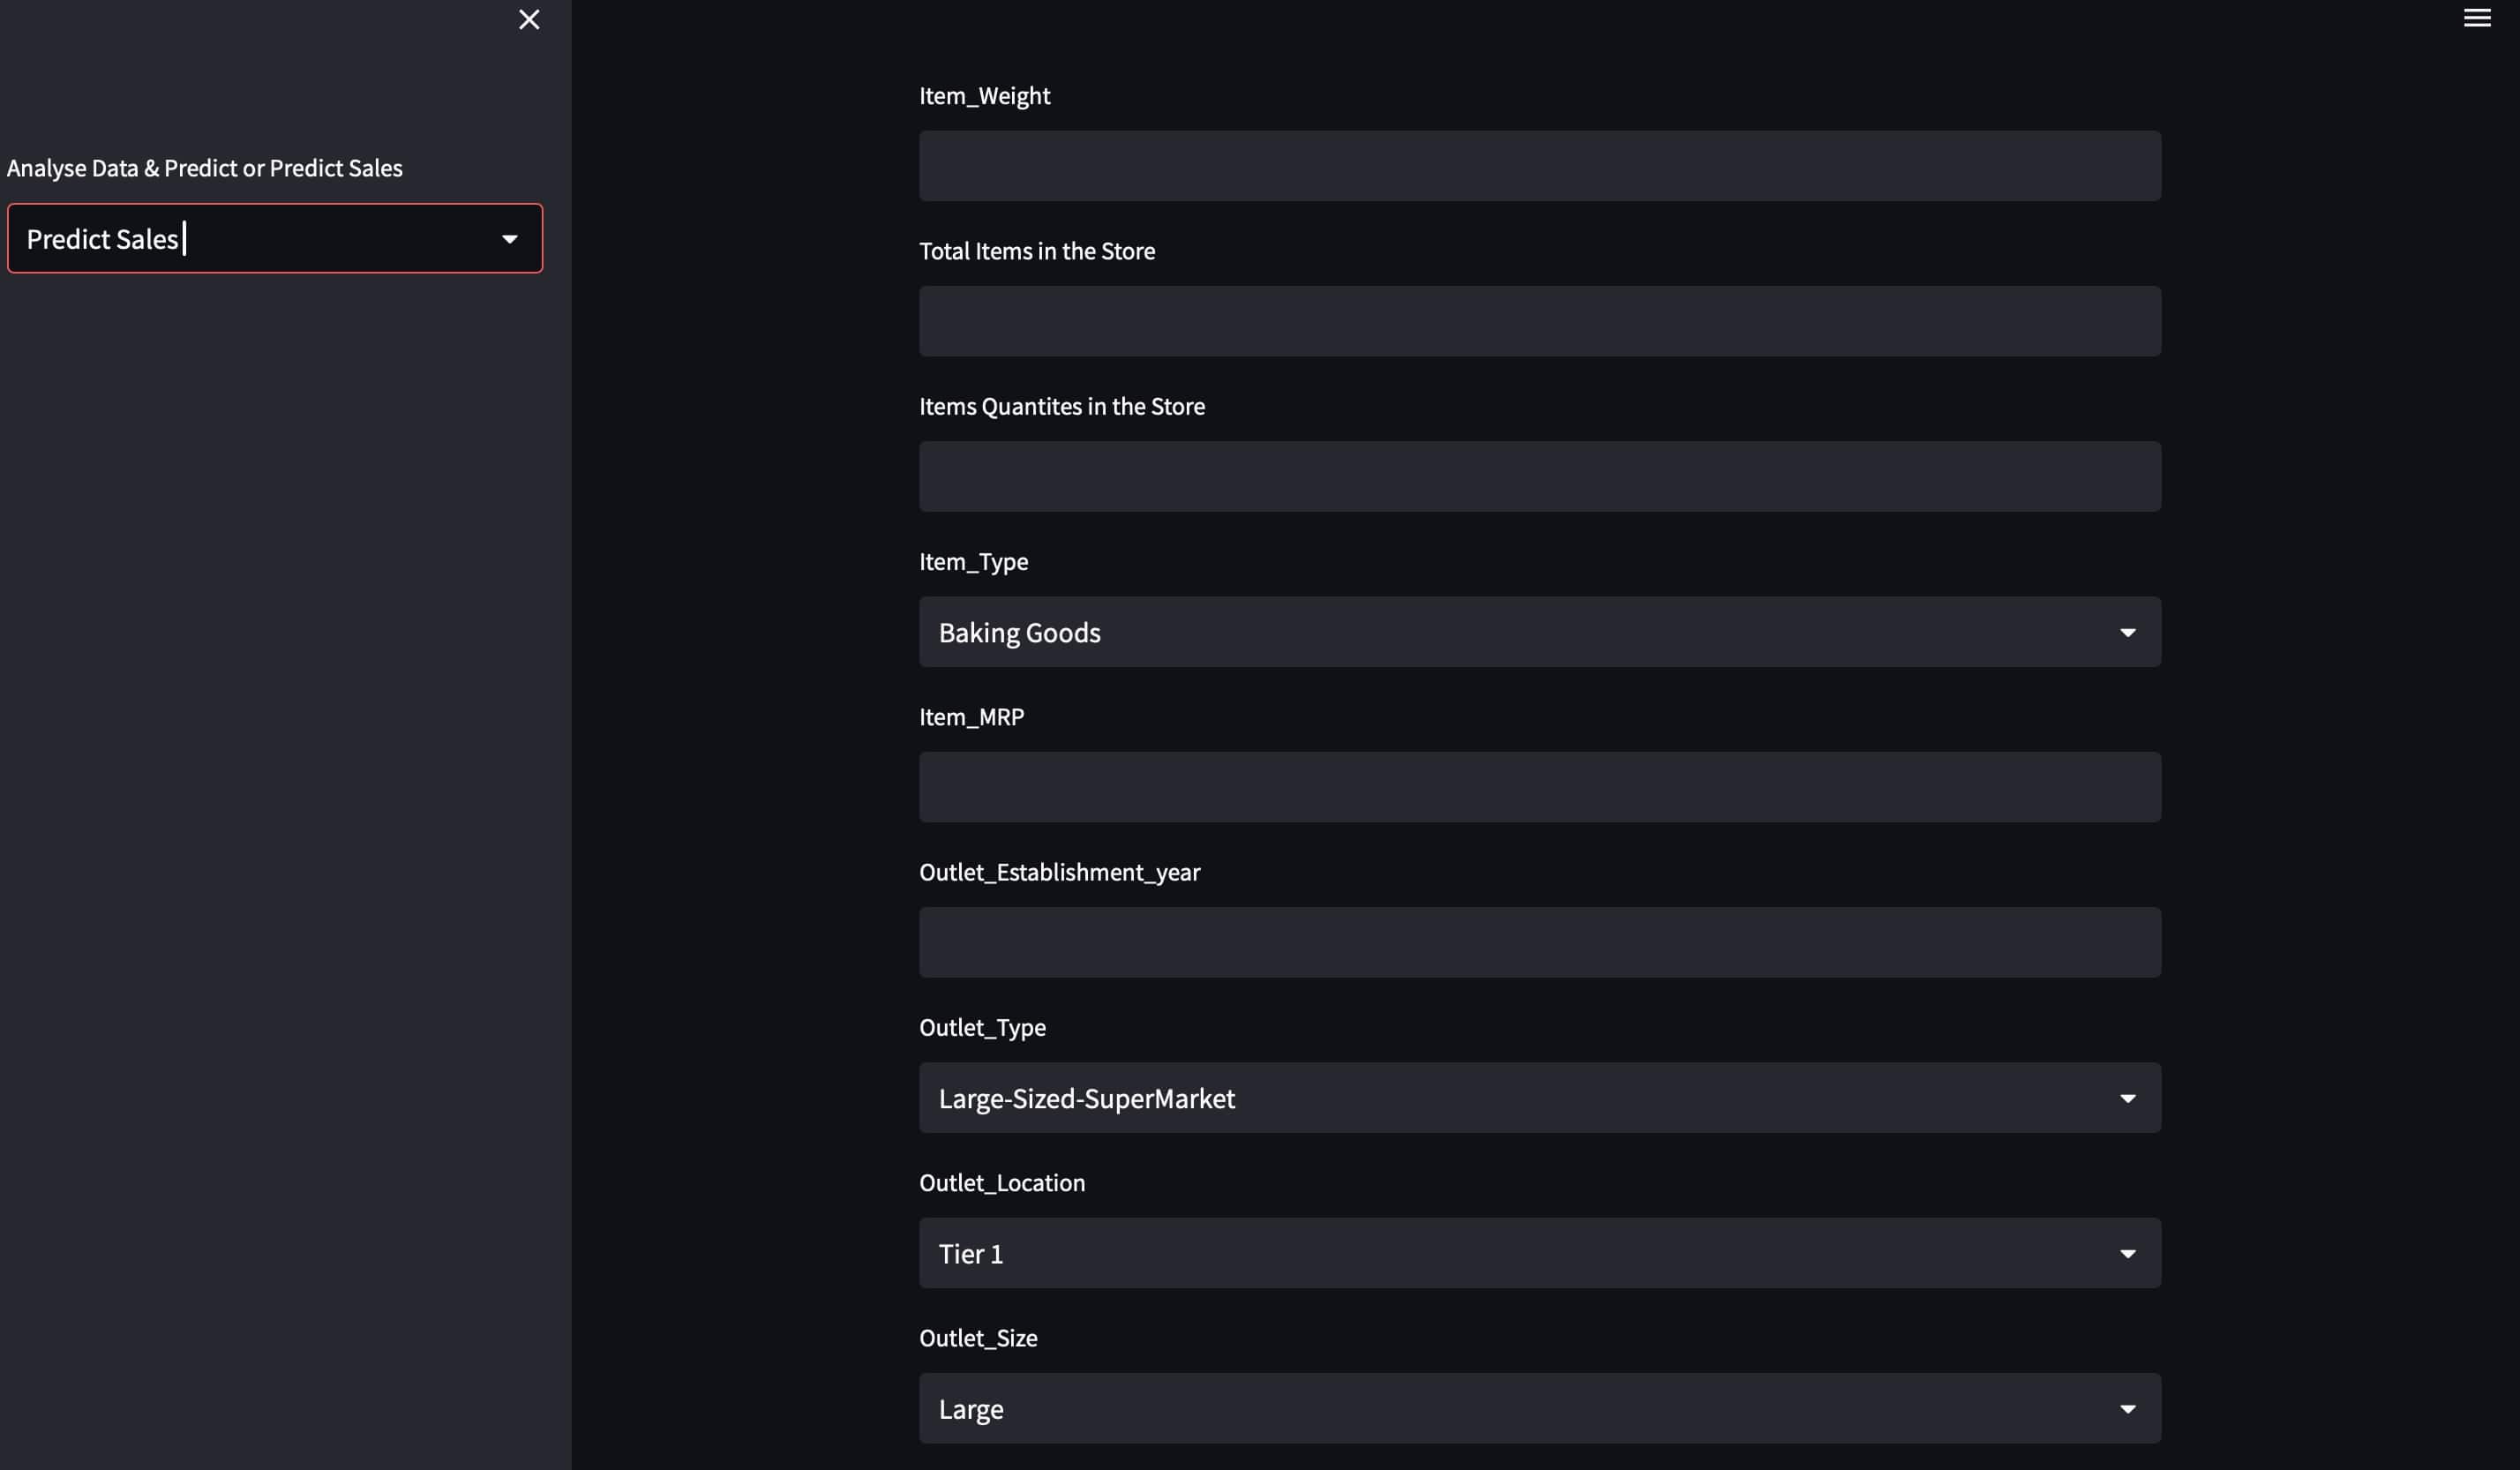 Analyse Data & Predict or Predict Sales
Predict Sales
Item_Weight
Total Items in the Store
Items Quantites in the Store
Item_Type
Baking Goods
Item_MRP
Outlet_Establishment_year
Outlet_Type
Large-Sized-SuperMarket
Outlet_Location
Tier 1
Outlet_Size
Large